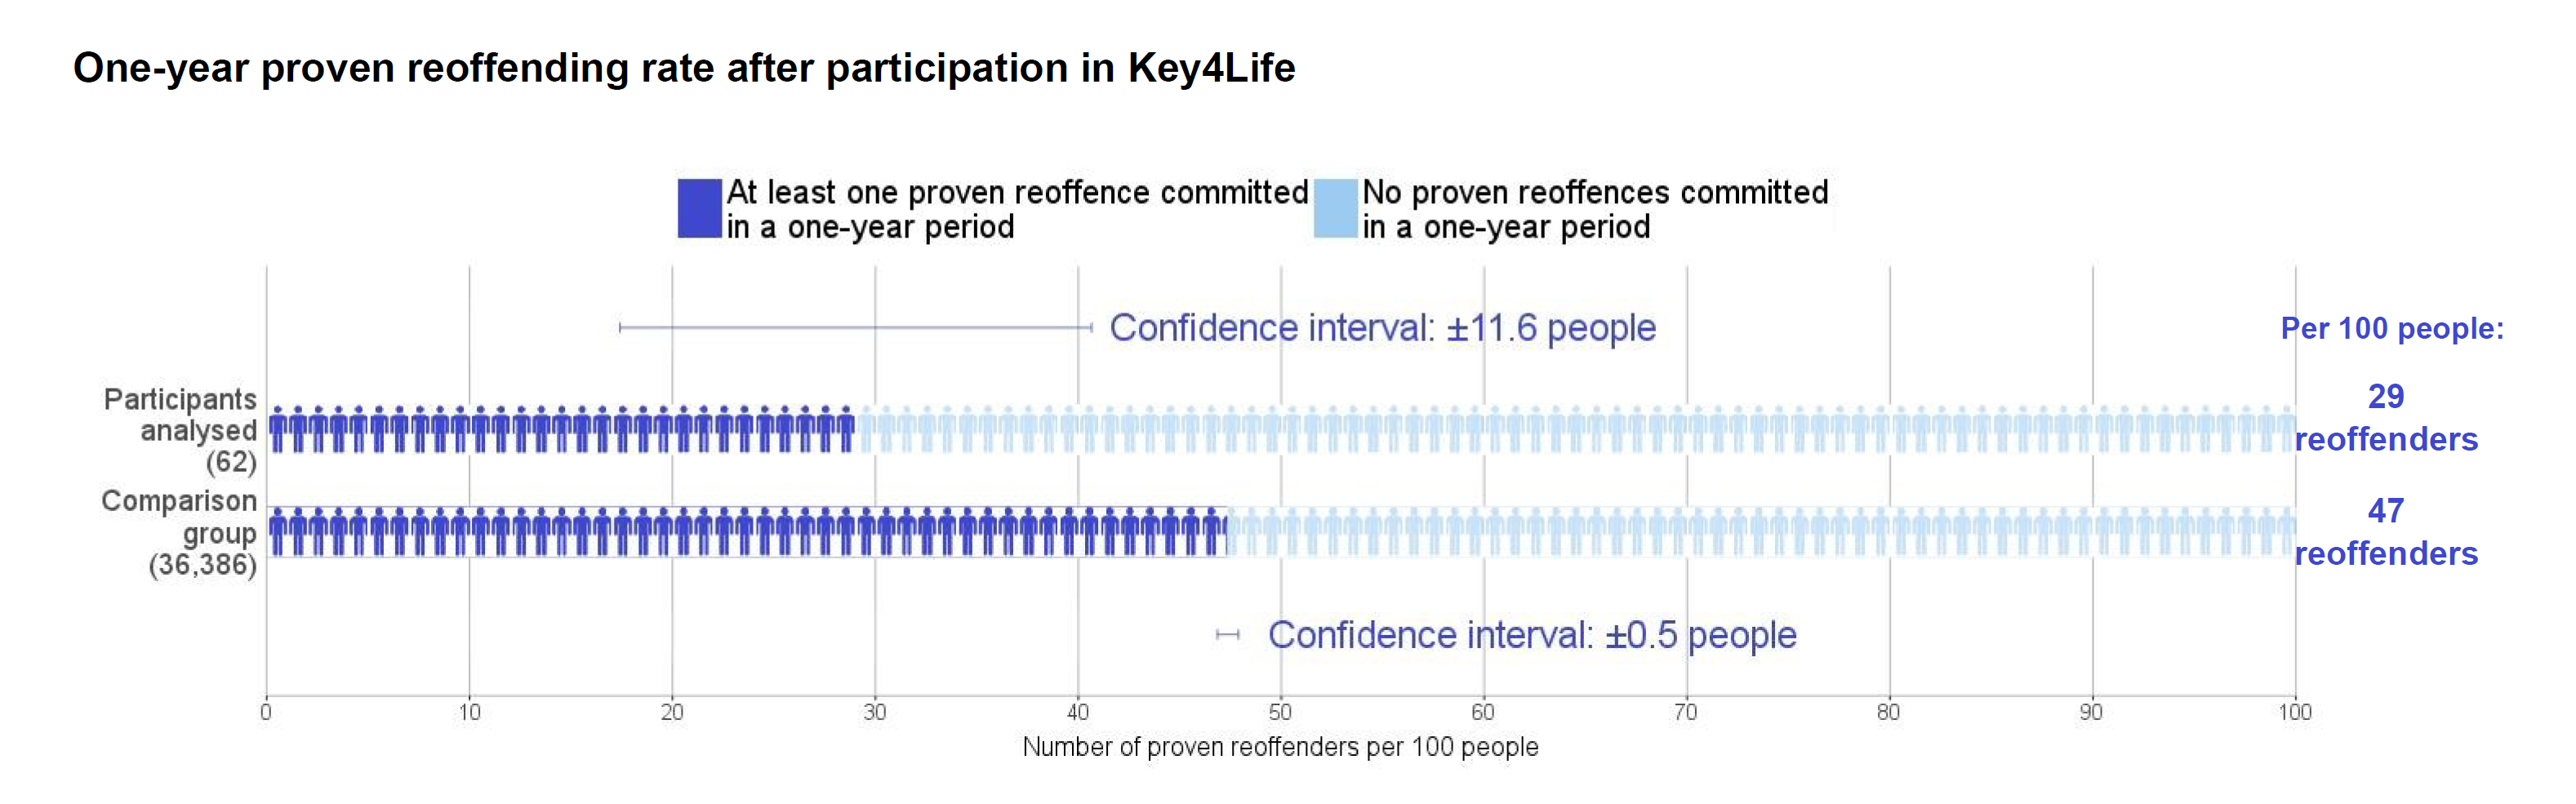 One-year proven reoffending rate after participation in Key4Life
At least one proven reoffence committed
in a one-year period
No proven reoffences committed
in a one-year period
Confidence interval: ±11.6 people
Per 100 people:
Participants
analysed
(62)
29
reoffenders
Comparison
group
(36,386)
47
reoffenders
Confidence interval: ±0.5 people
0 10 20 30 40 50 60 70 80 90 100
Number of proven reoffenders per 100 people